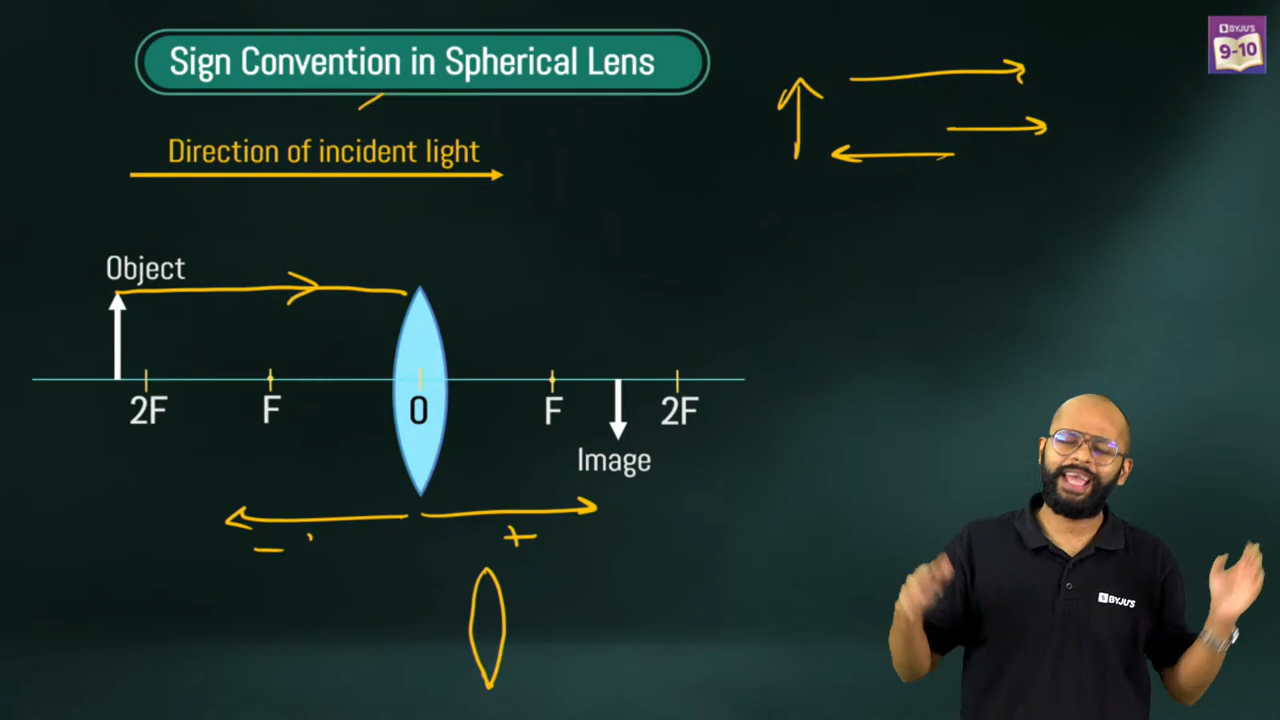 Sign Convention in Spherical Lens
BYJU'S
9-10
Direction of incident light
Object
2F F O F 2F
Image
- +
BYJU'S